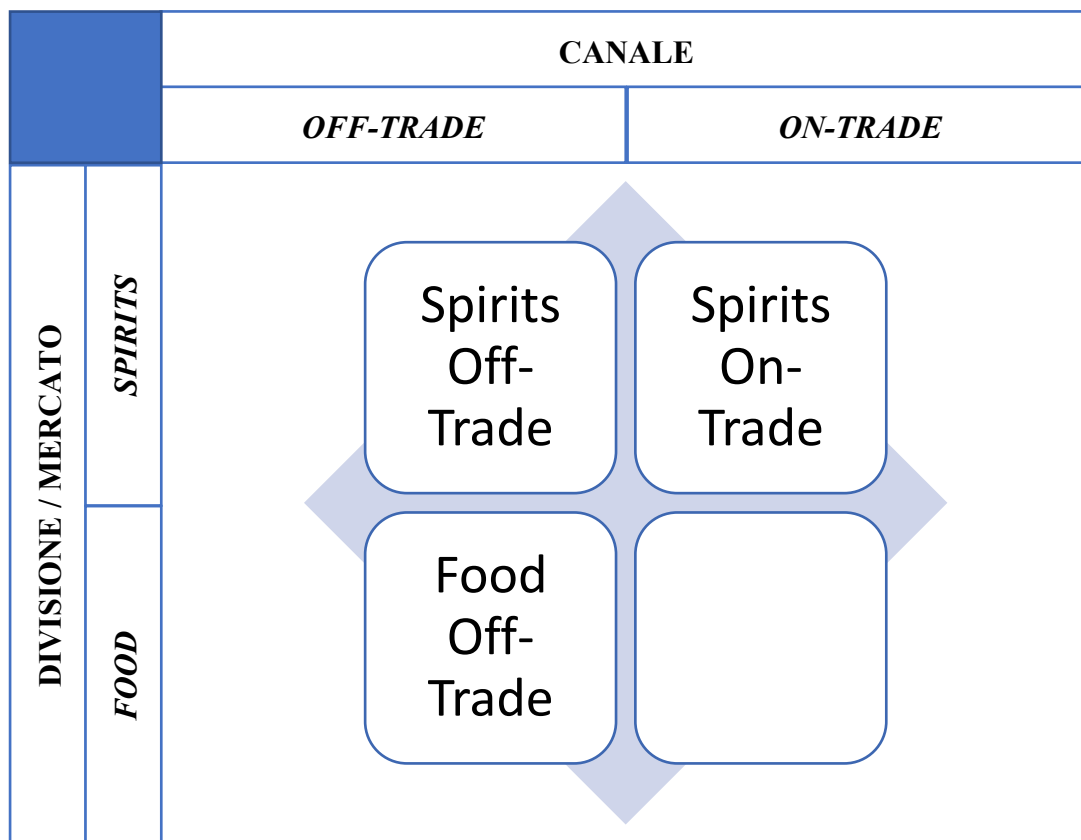 CANALE
OFF-TRADE
ON-TRADE
DIVISIONE / MERCATO
SPIRITS
Spirits
Off-
Trade
Spirits
On-
Trade
FOOD
Food
Off-
Trade